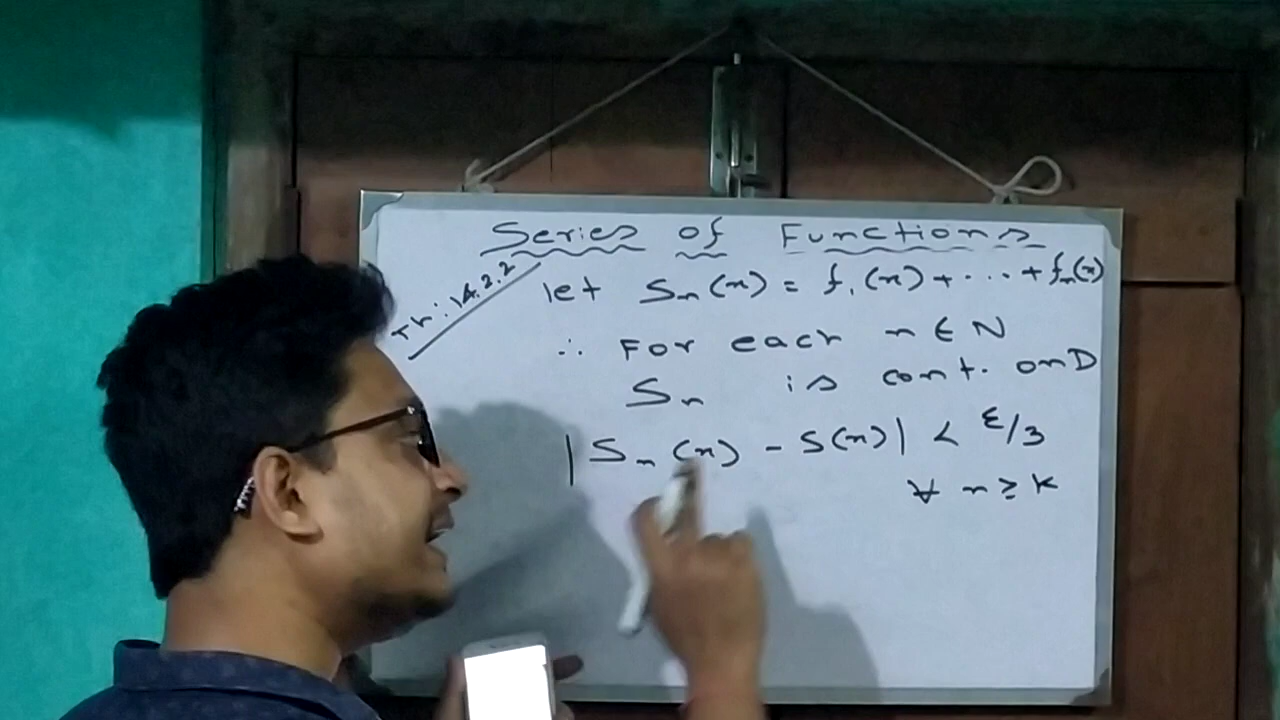 Series of Functions
Th: 14.2.2
let Sₙ(x) = f₁(x) + ... + fₙ(x)
∴ For each n ∈ N
Sₙ is cont. on D
|Sₙ(x) - S(x)| < ε/3
∀ n ≥ k